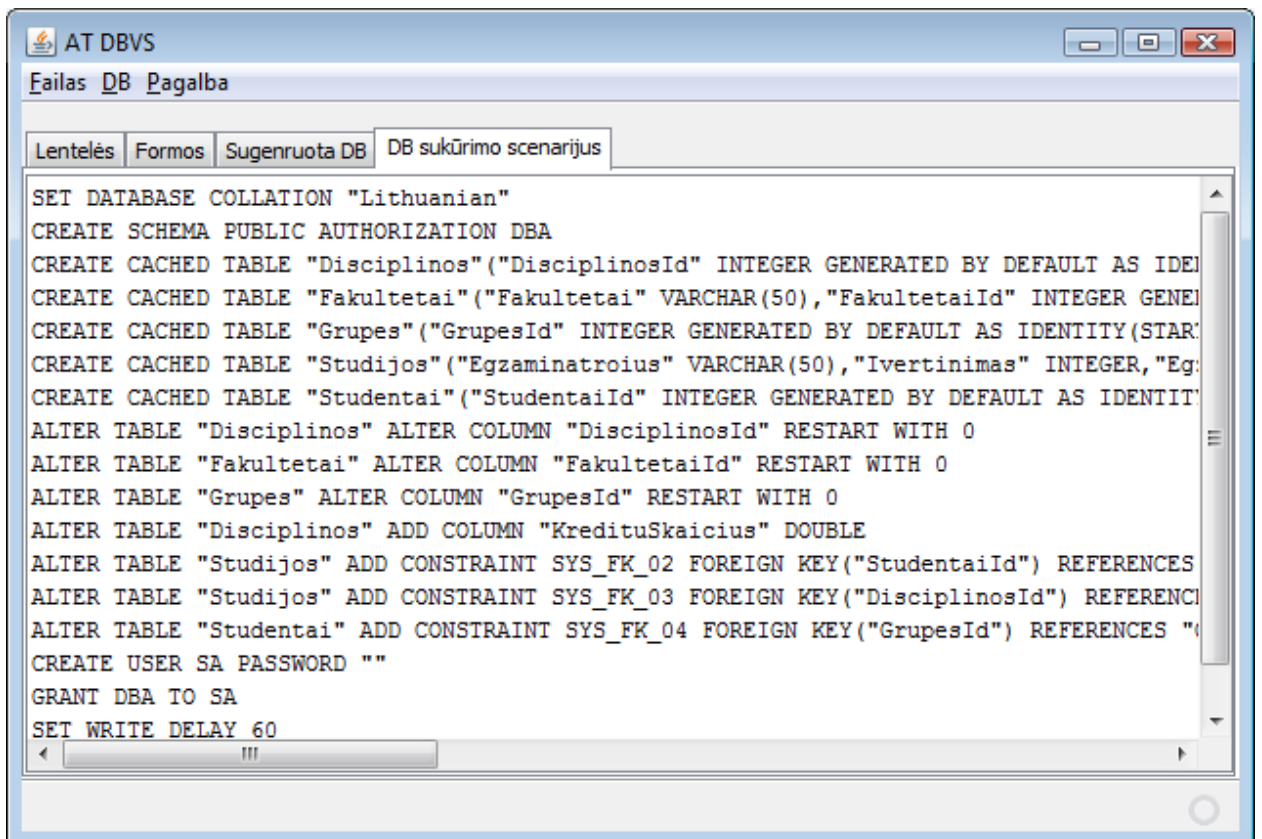 AT DBVS
Failas DB Pagalba
Lentelės Formos Sugenruota DB DB sukūrimo scenarijus
SET DATABASE COLLATION "Lithuanian"
CREATE SCHEMA PUBLIC AUTHORIZATION DBA
CREATE CACHED TABLE "Disciplinos"("DisciplinosId" INTEGER GENERATED BY DEFAULT AS
CREATE CACHED TABLE "Fakultetai"("Fakultetai" VARCHAR(50),"FakultetaiId" INTEGER
CREATE CACHED TABLE "Grupes"("GrupesId" INTEGER GENERATED BY DEFAULT AS IDENTITY(
CREATE CACHED TABLE "Studijos"("Egzaminatroius" VARCHAR(50),"Ivertinimas" INTEGER,
CREATE CACHED TABLE "Studentai"("StudentaiId" INTEGER GENERATED BY DEFAULT AS
ALTER TABLE "Disciplinos" ALTER COLUMN "DisciplinosId" RESTART WITH 0
ALTER TABLE "Fakultetai" ALTER COLUMN "FakultetaiId" RESTART WITH 0
ALTER TABLE "Grupes" ALTER COLUMN "GrupesId" RESTART WITH 0
ALTER TABLE "Disciplinos" ADD COLUMN "KredituSkaicius" DOUBLE
ALTER TABLE "Studijos" ADD CONSTRAINT SYS_FK_02 FOREIGN KEY("StudentaiId") REFERENCES
ALTER TABLE "Studijos" ADD CONSTRAINT SYS_FK_03 FOREIGN KEY("DisciplinosId")
ALTER TABLE "Studentai" ADD CONSTRAINT SYS_FK_04 FOREIGN KEY("GrupesId") REFERENCES
CREATE USER SA PASSWORD ""
GRANT DBA TO SA
SET WRITE DELAY 60